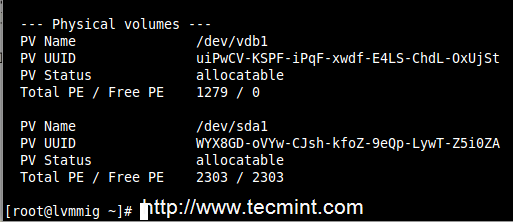 --- Physical volumes ---
PV Name /dev/vdb1
PV UUID uiPwCV-KSPF-iPqF-xwdf-E4LS-ChdL-OxUjSt
PV Status allocatable
Total PE / Free PE 1279 / 0
PV Name /dev/sda1
PV UUID WYX8GD-oVYw-CJsh-kfoZ-9eQp-LywT-Z5i0ZA
PV Status allocatable
Total PE / Free PE 2303 / 2303
[root@lvmmig ~]# http://www.tecmint.com